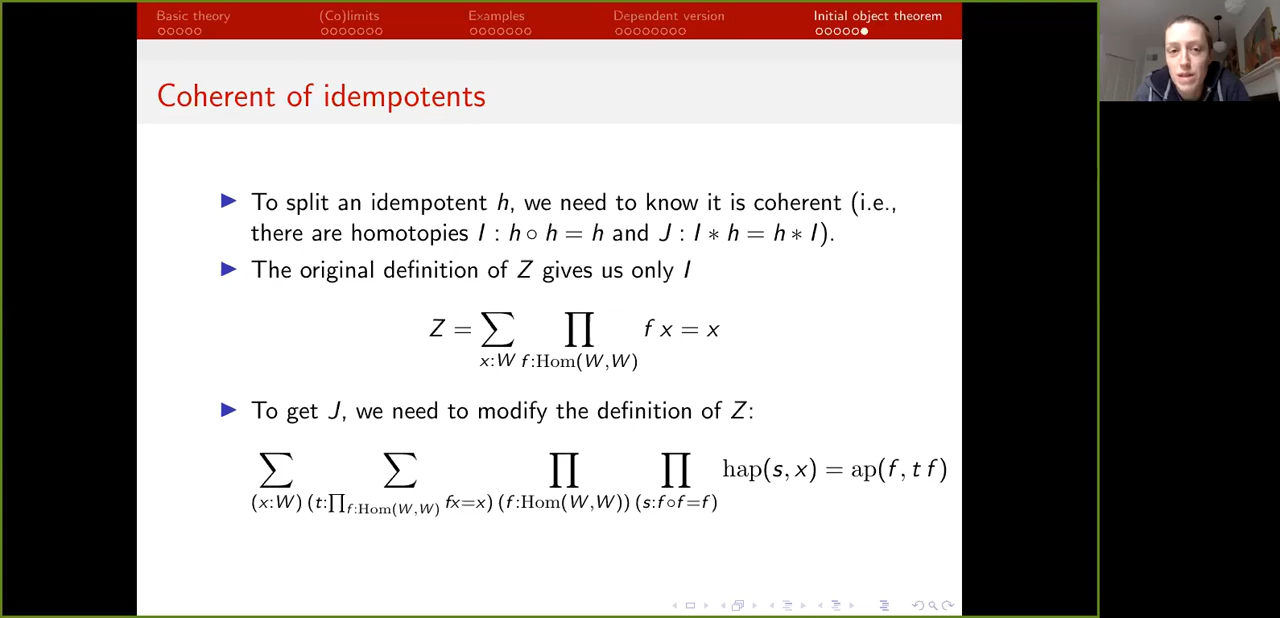 Basic theory (Co)limits Examples Dependent version Initial object theorem
Coherent of idempotents
To split an idempotent h, we need to know it is coherent (i.e.,
there are homotopies I : h ∘ h = h and J : I ∗ h = h ∗ I).
The original definition of Z gives us only I
Z = ∑ ∏ f x = x
x:W f:Hom(W,W)
To get J, we need to modify the definition of Z:
∑ ∑ ∏ ∏ hap(s, x) = ap(f, t f)
(x:W) (t:∏f:Hom(W,W) fx=x) (f:Hom(W,W)) (s:f∘f=f)